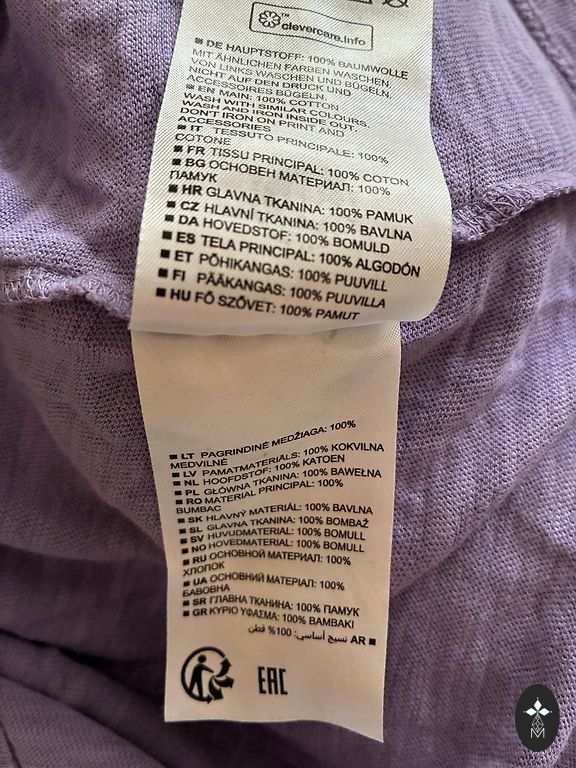 ™
clevercare.info
■ DE HAUPTSTOFF: 100% BAUMWOLLE
MIT ÄHNLICHEN FARBEN WASCHEN.
VON LINKS WASCHEN UND BÜGELN.
NICHT AUF DEN DRUCK UND
ACCESSOIRES BÜGELN.
■ EN MAIN: 100% COTTON
WASH WITH SIMILAR COLOURS.
WASH AND IRON INSIDE OUT.
DON'T IRON ON PRINT AND
ACCESSORIES
■ IT TESSUTO PRINCIPALE: 100%
COTONE
■ FR TISSU PRINCIPAL: 100% COTON
■ BG ОСНОВЕН МАТЕРИАЛ: 100%
ПАМУК
■ HR GLAVNA TKANINA: 100% PAMUK
■ CZ HLAVNÍ TKANINA: 100% BAVLNA
■ DA HOVEDSTOF: 100% BOMULD
■ ES TELA PRINCIPAL: 100% ALGODÓN
■ ET PÕHIKANGAS: 100% PUUVILL
■ FI PÄÄKANGAS: 100% PUUVILLA
■ HU FŐ SZÖVET: 100% PAMUT
■ LT PAGRINDINĖ MEDŽIAGA: 100%
MEDVILNĖ
■ LV PAMATMATERIĀLS: 100% KOKVILNA
■ NL HOOFDSTOF: 100% KATOEN
■ PL GŁÓWNA TKANINA: 100% BAWEŁNA
■ RO MATERIAL PRINCIPAL: 100%
BUMBAC
■ SK HLAVNÝ MATERIÁL: 100% BAVLNA
■ SL GLAVNA TKANINA: 100% BOMBAŽ
■ SV HUVUDMATERIAL: 100% BOMULL
■ NO HOVEDMATERIAL: 100% BOMULL
■ RU ОСНОВНОЙ МАТЕРИАЛ: 100%
ХЛОПОК
■ UA ОСНОВНИЙ МАТЕРІАЛ: 100%
БАВОВНА
■ SR ГЛАВНА ТКАНИНА: 100% ПАМУК
■ GR ΚΥΡΙΟ ΥΦΑΣΜΑ: 100% ΒΑΜΒΑΚΙ
■ AR نسيج أساسي: 100% قطن
EAC
M